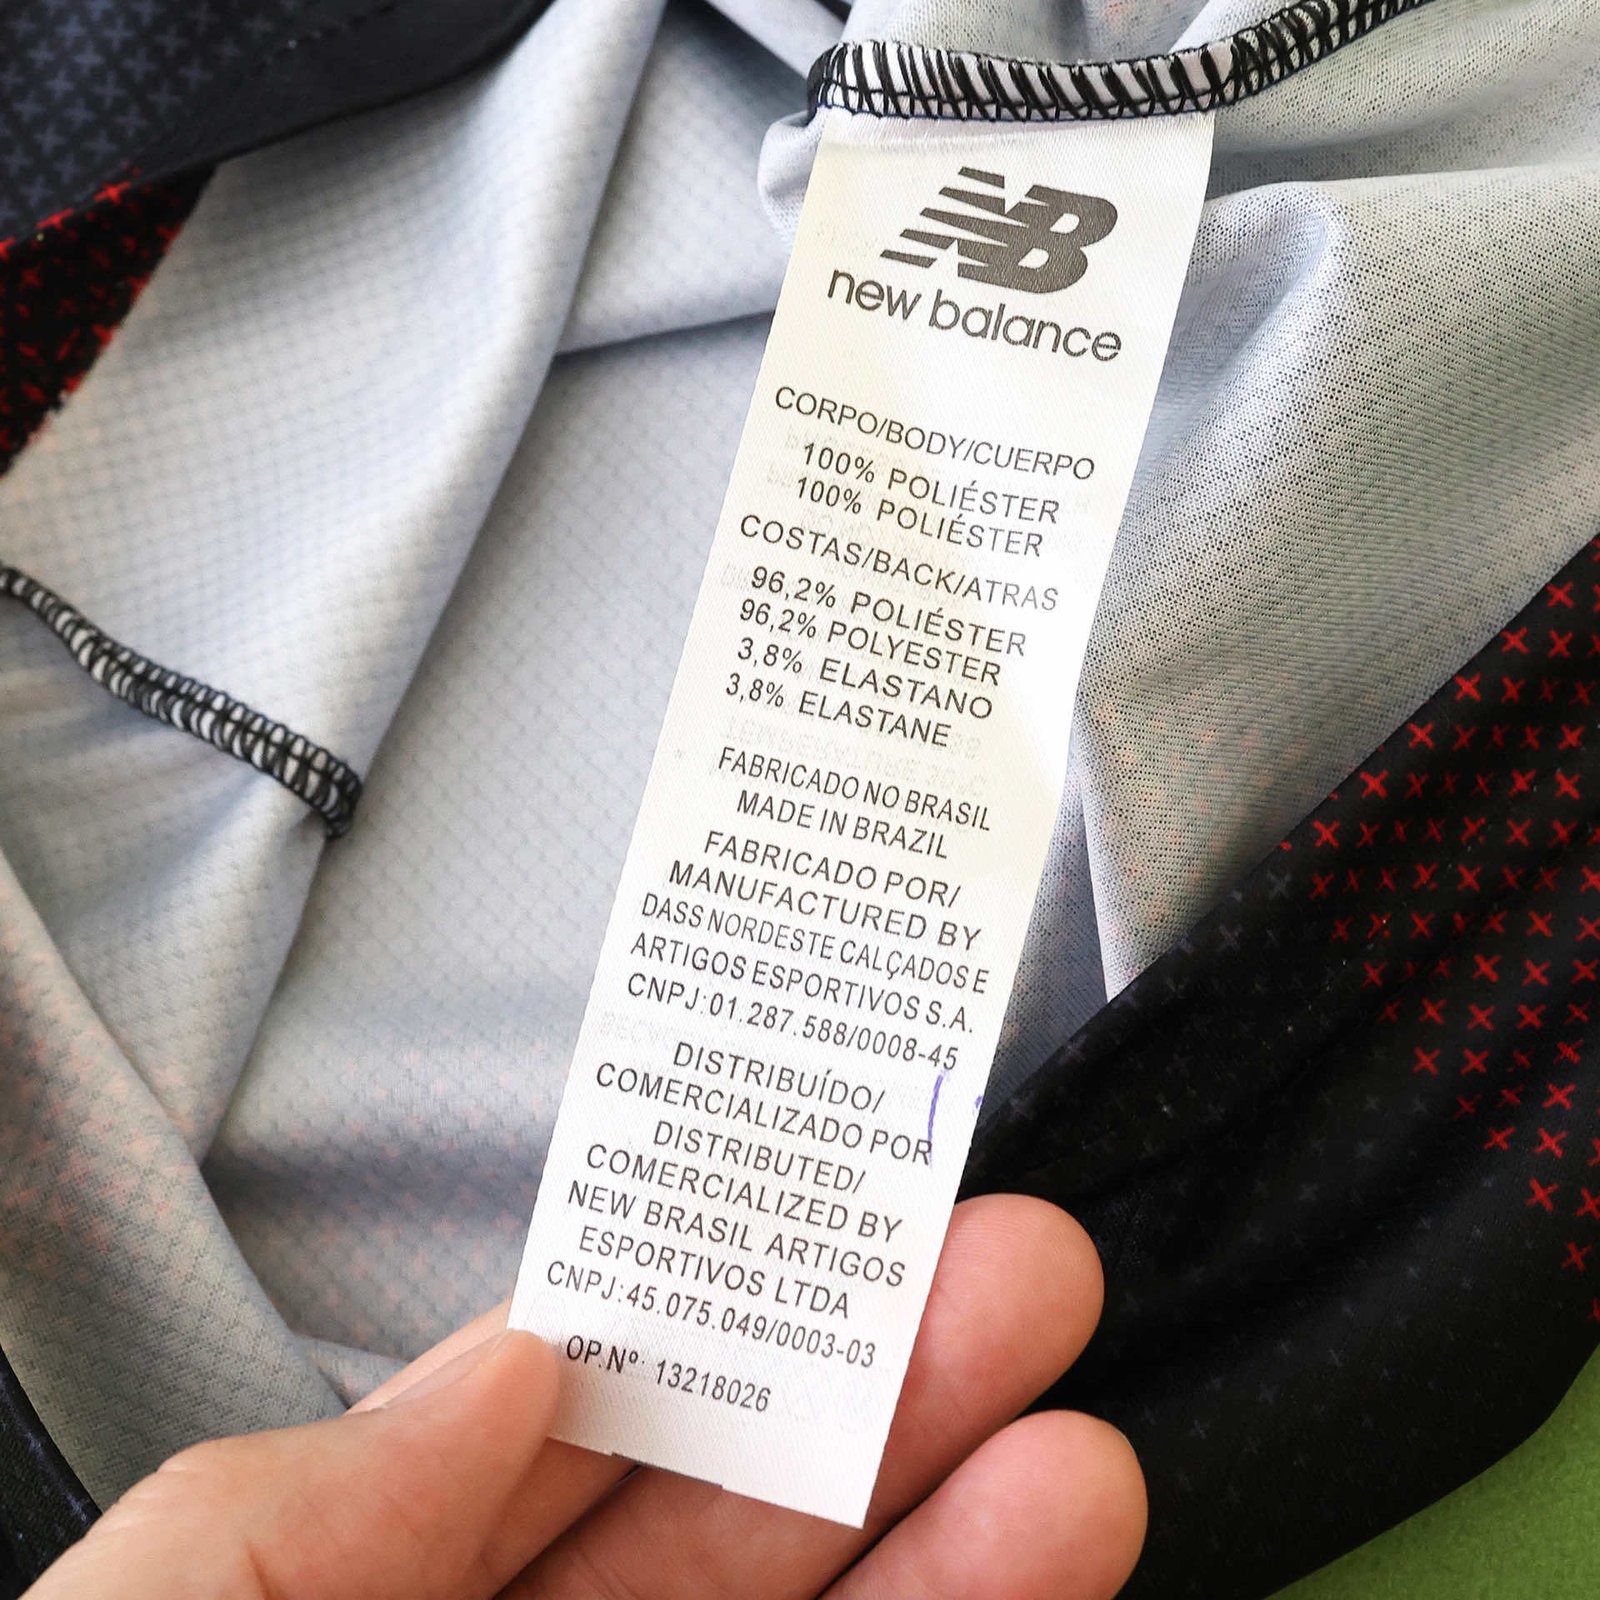 NB
new balance
CORPO/BODY/CUERPO
100% POLIÉSTER
100% POLIÉSTER
COSTAS/BACK/ATRAS
96,2% POLIÉSTER
96,2% POLYESTER
3,8% ELASTANO
3,8% ELASTANE
FABRICADO NO BRASIL
MADE IN BRAZIL
FABRICADO POR/
MANUFACTURED BY
DASS NORDESTE CALÇADOS E
ARTIGOS ESPORTIVOS S.A.
CNPJ:01.287.588/0008-45
DISTRIBUÍDO/
COMERCIALIZADO POR
DISTRIBUTED/
COMERCIALIZED BY
NEW BRASIL ARTIGOS
ESPORTIVOS LTDA
CNPJ:45.075.049/0003-03
OP.Nº 13218026